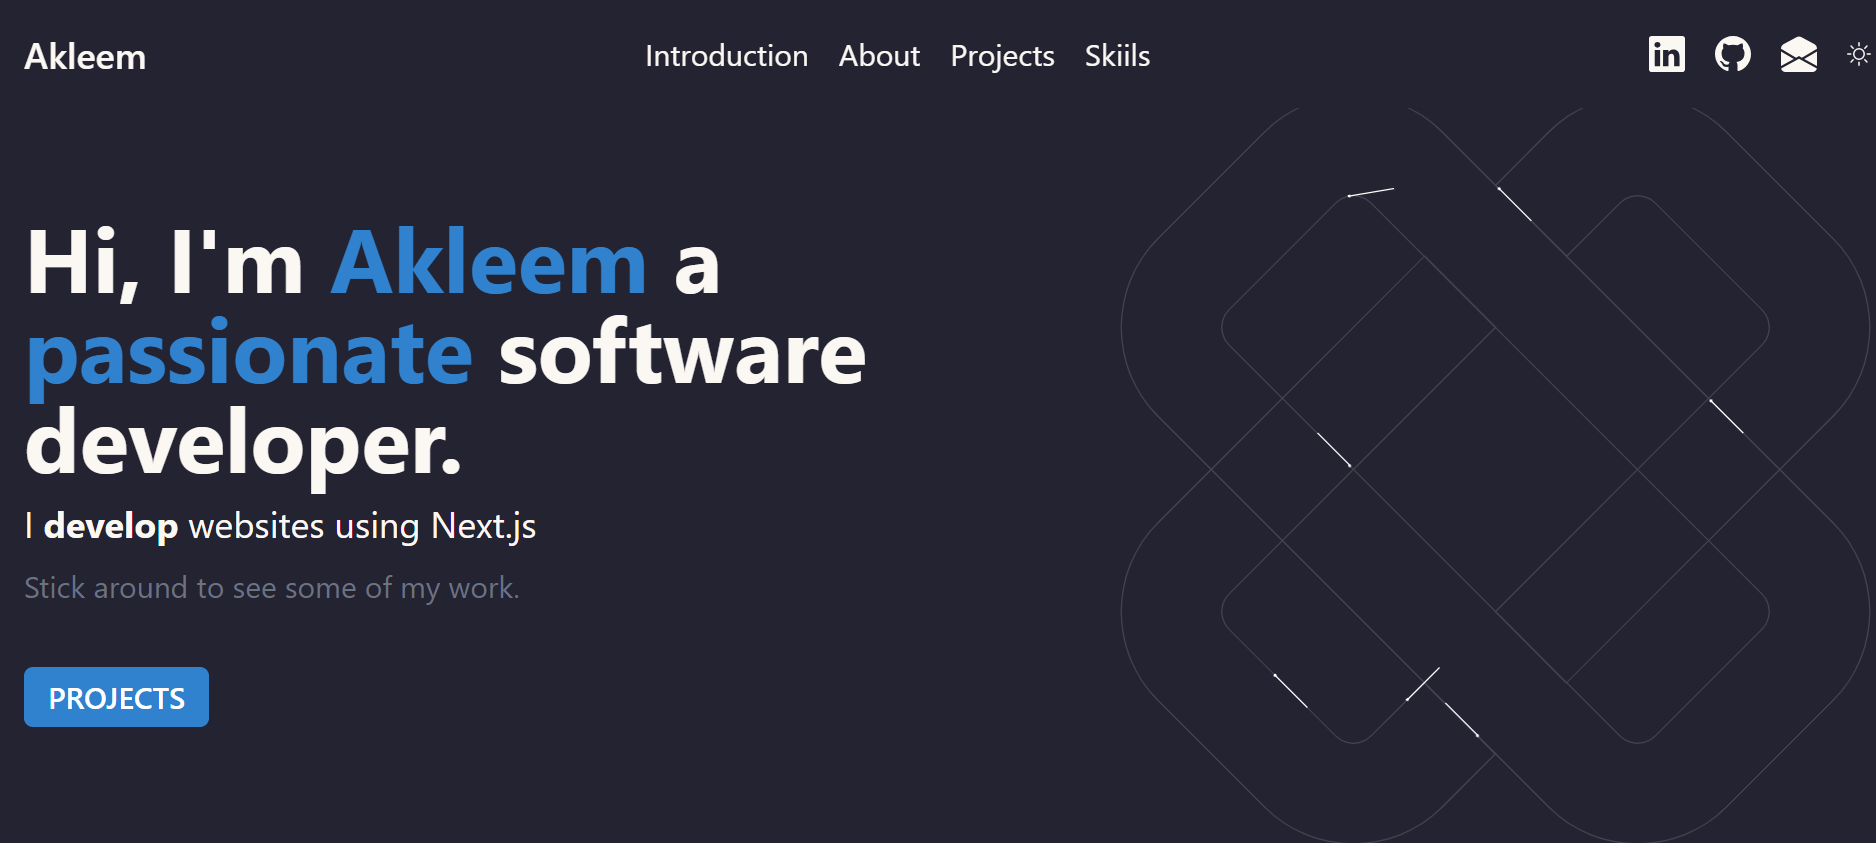 Akleem
Introduction About Projects Skiils
Hi, I'm Akleem a
passionate software
developer.
I develop websites using Next.js
Stick around to see some of my work.
PROJECTS